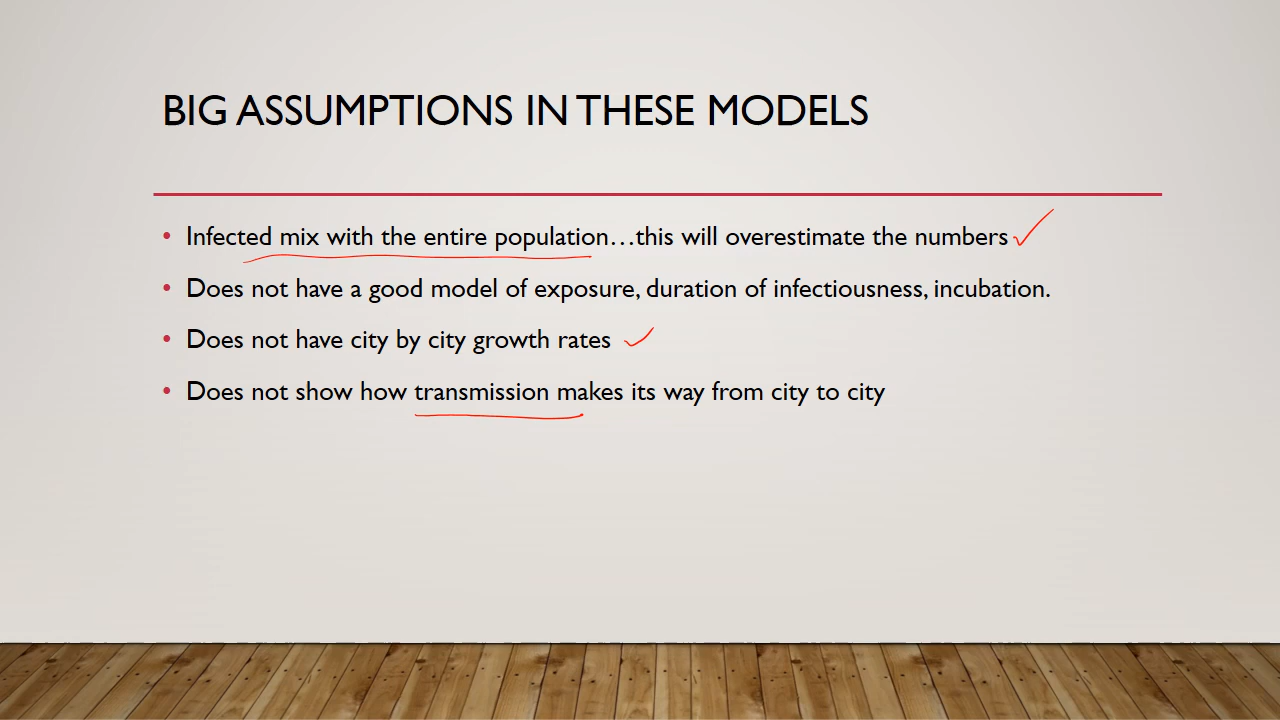 BIG ASSUMPTIONS IN THESE MODELS
• Infected mix with the entire population…this will overestimate the numbers
• Does not have a good model of exposure, duration of infectiousness, incubation.
• Does not have city by city growth rates
• Does not show how transmission makes its way from city to city